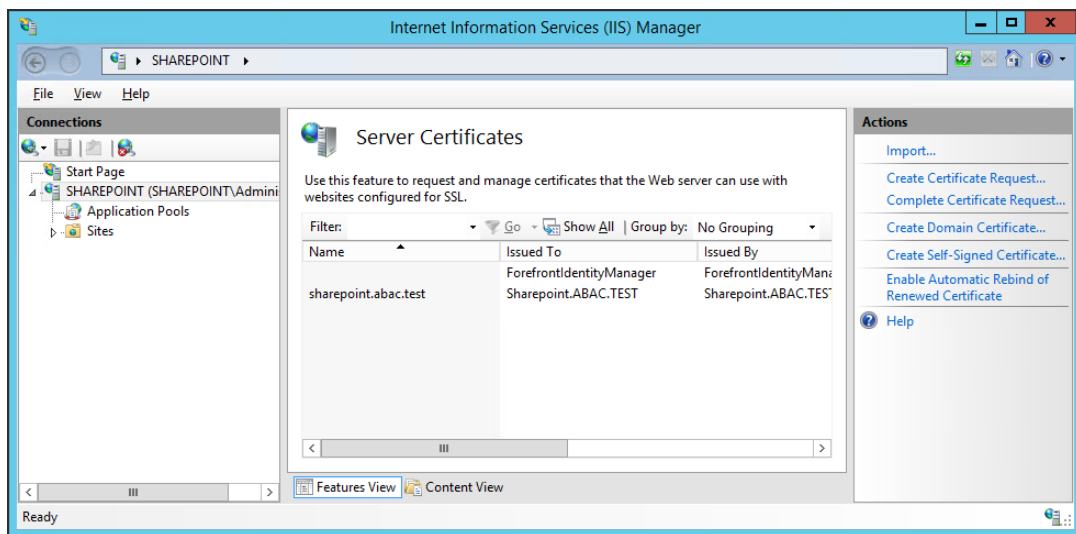 Internet Information Services (IIS) Manager
SHAREPOINT
File View Help
Connections
Start Page
SHAREPOINT (SHAREPOINT\Admini
Application Pools
Sites
Server Certificates
Use this feature to request and manage certificates that the Web server can use with
websites configured for SSL.
Filter: Go Show All Group by: No Grouping
Name Issued To Issued By
ForefrontIdentityManager ForefrontIdentityMana
sharepoint.abac.test Sharepoint.ABAC.TEST Sharepoint.ABAC.TES
Features View Content View
Actions
Import...
Create Certificate Request...
Complete Certificate Request...
Create Domain Certificate...
Create Self-Signed Certificate...
Enable Automatic Rebind of
Renewed Certificate
Help
Ready